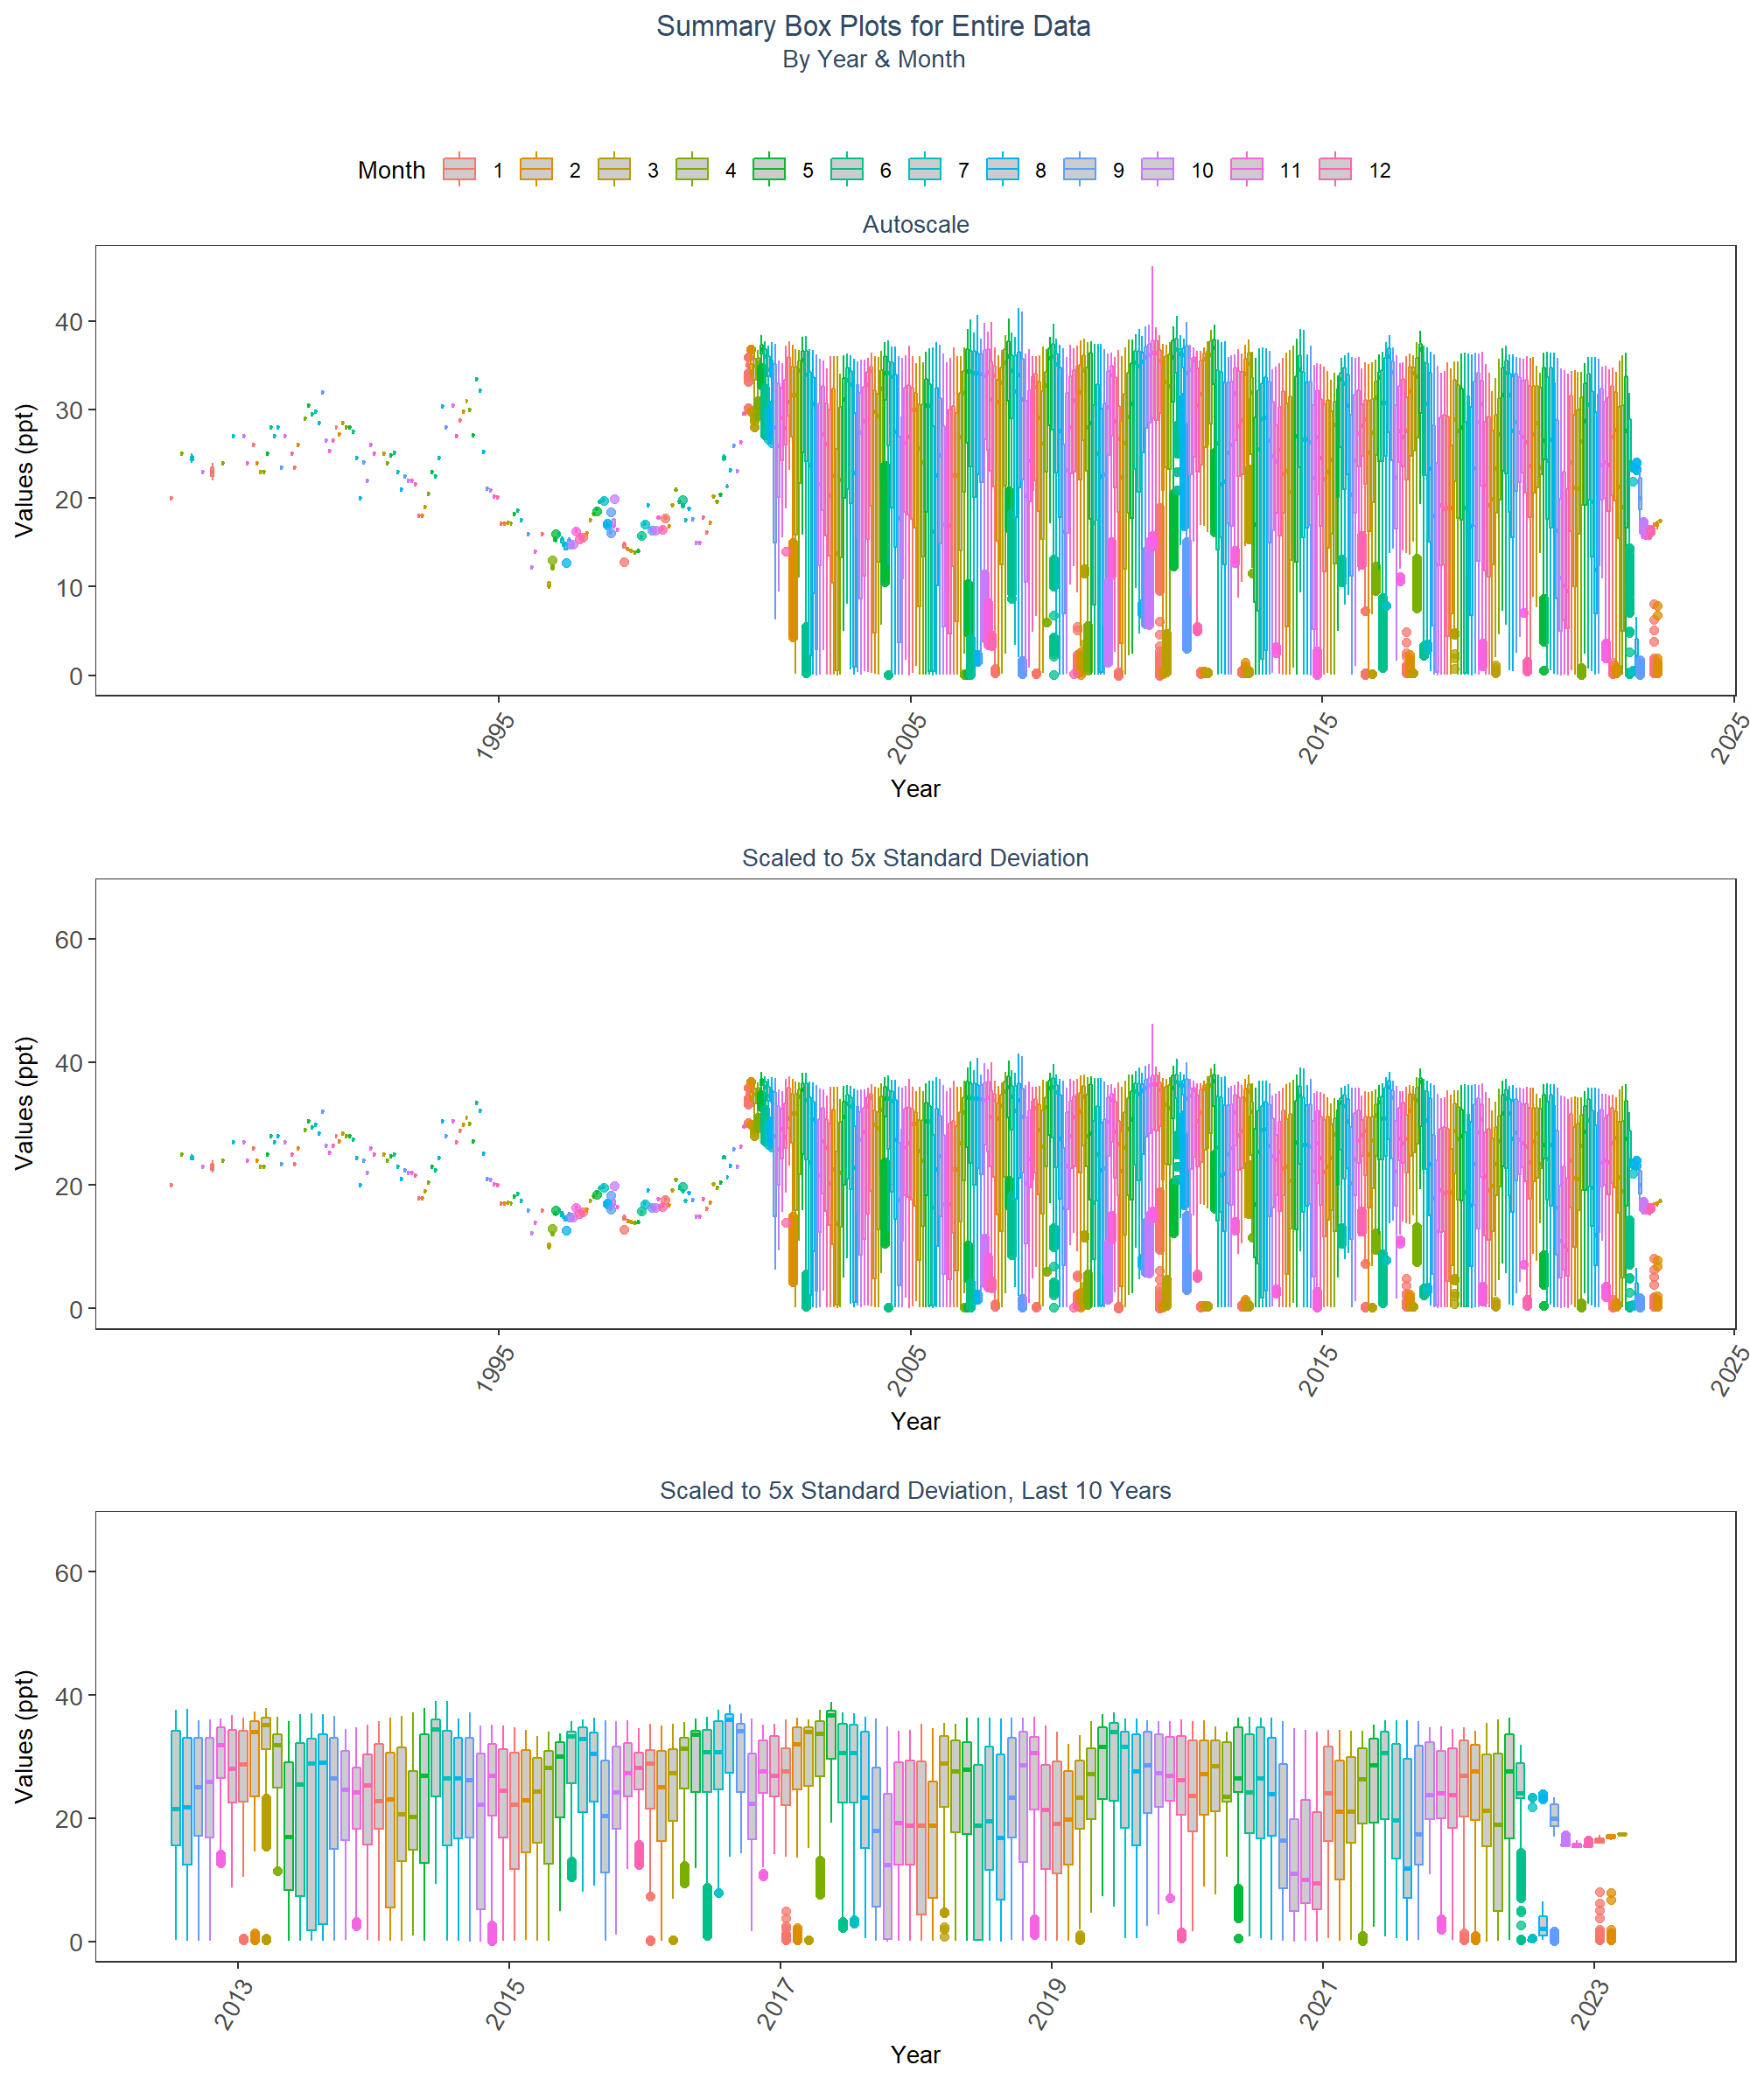 Summary Box Plots for Entire Data
By Year & Month
Month 1 2 3 4 5 6 7 8 9 10 11 12
Autoscale
Values (ppt)
40
30
20
10
0
1995 2005 2015 2025
Year
Scaled to 5x Standard Deviation
Values (ppt)
60
40
20
0
1995 2005 2015 2025
Year
Scaled to 5x Standard Deviation, Last 10 Years
Values (ppt)
60
40
20
0
2013 2015 2017 2019 2021 2023
Year